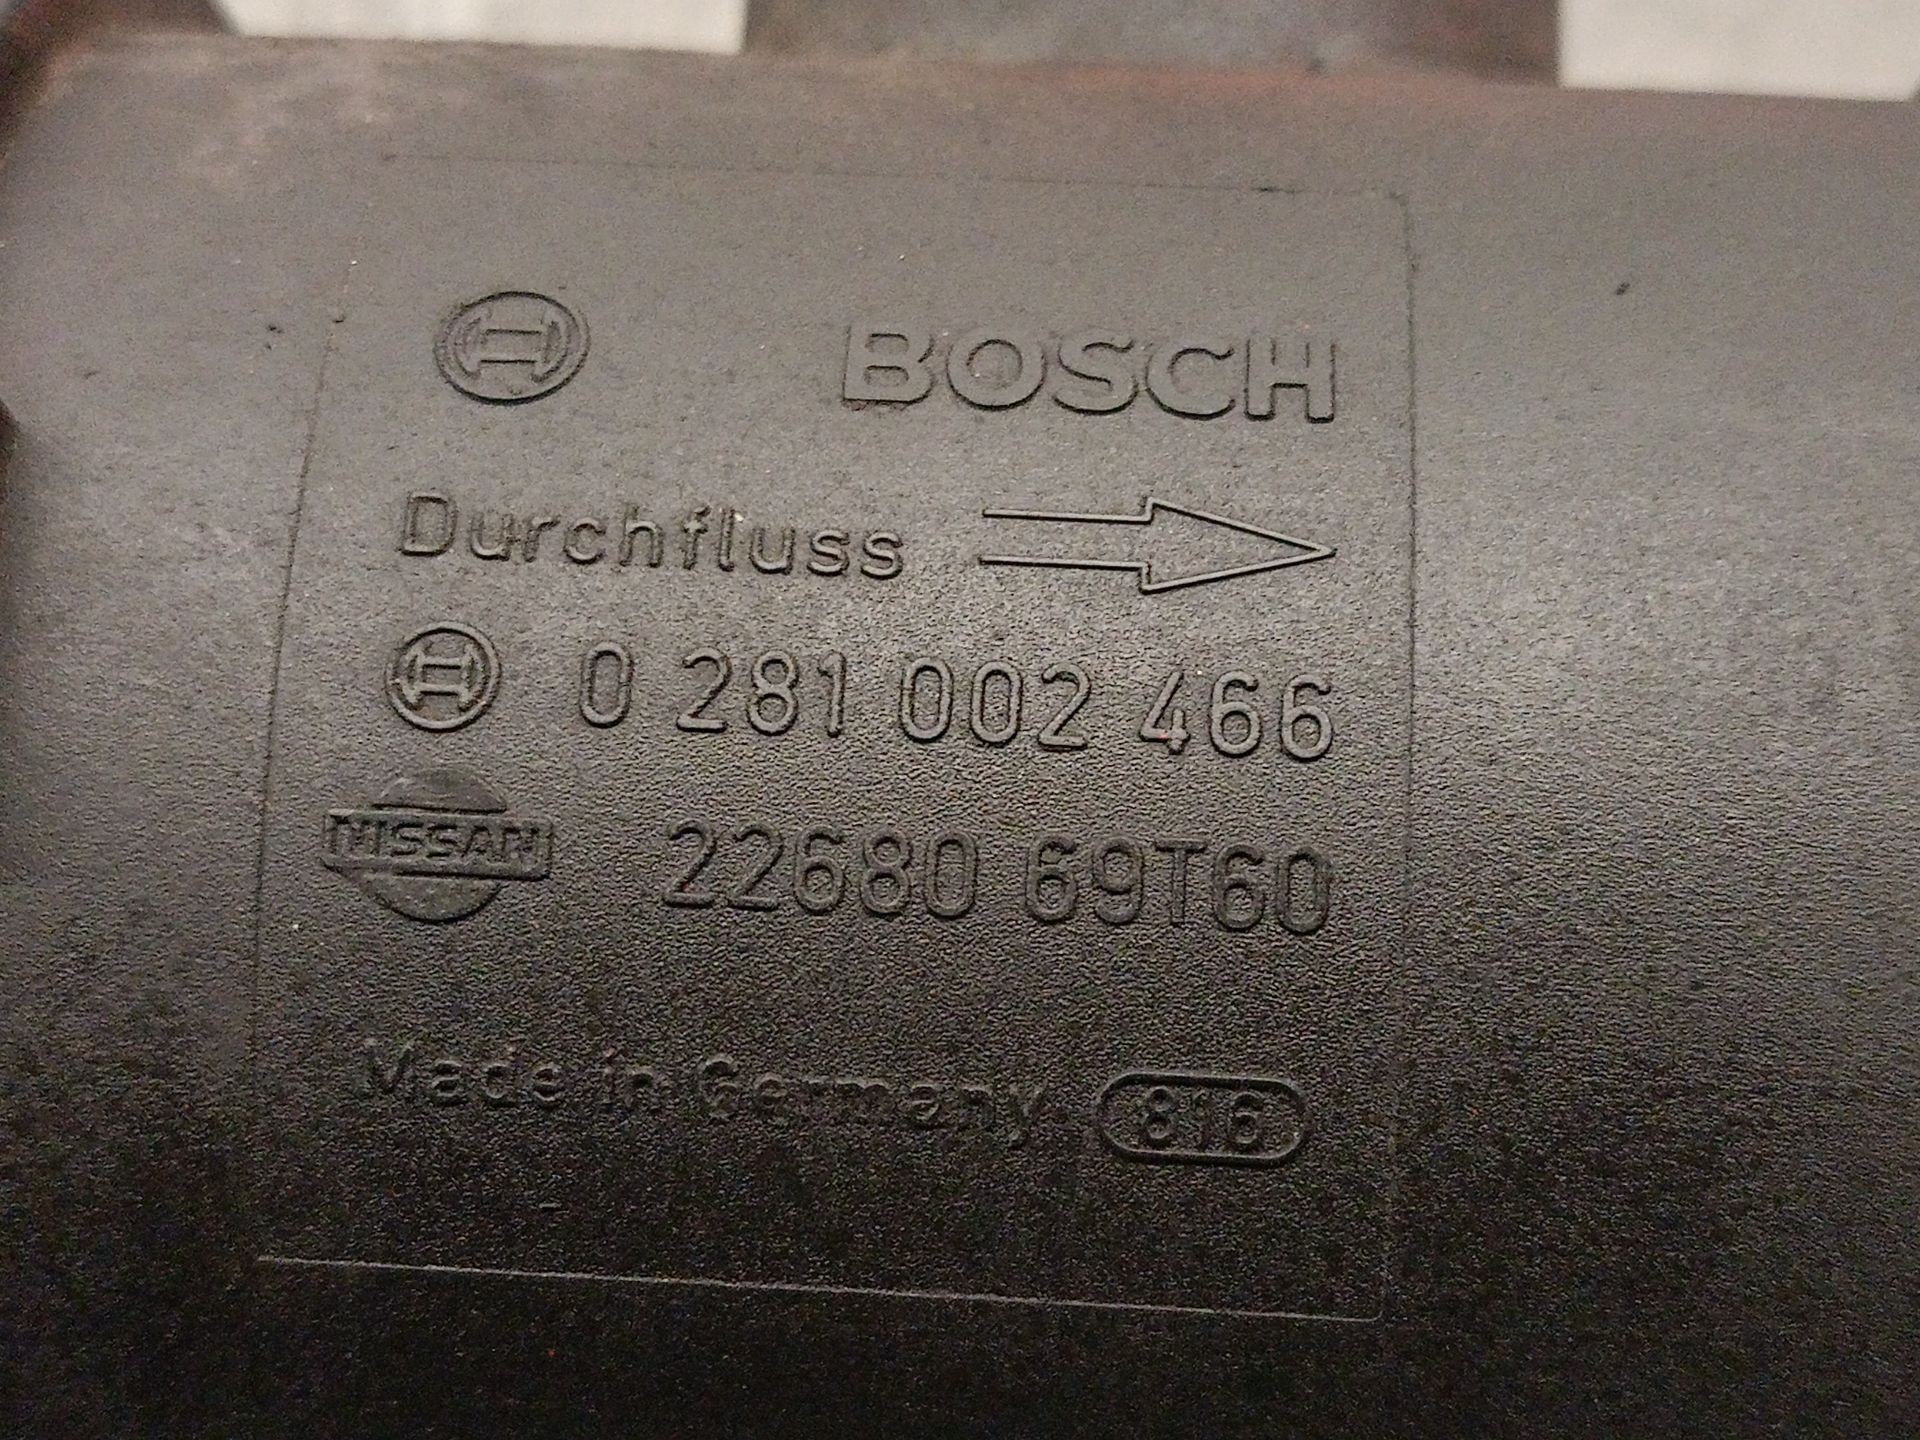 BOSCH
Durchfluss
0 281 002 466
NISSAN 22680 69T60
Made in Germany 816